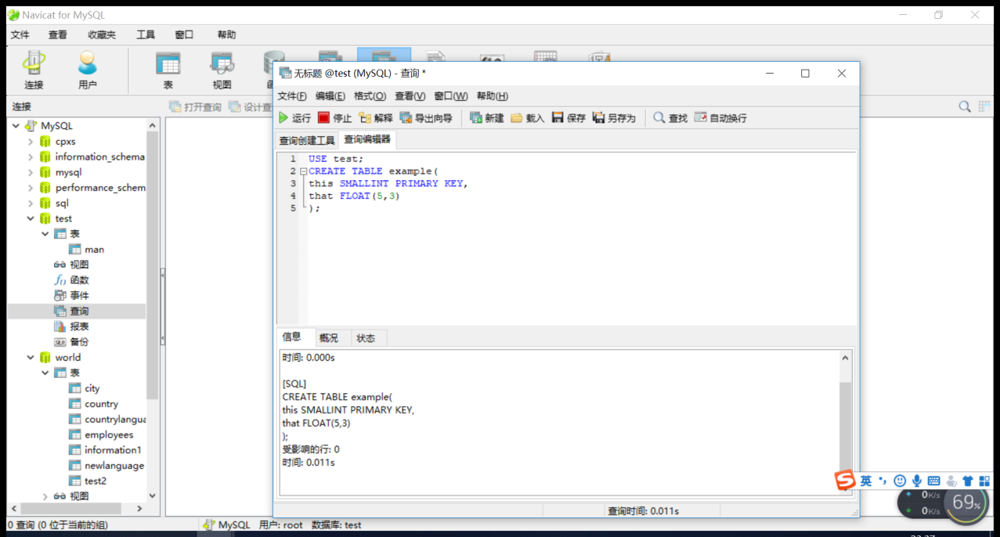 Navicat for MySQL
文件 查看 收藏夹 工具 窗口 帮助
连接 用户 表 视图
无标题 @test (MySQL) - 查询 *
文件(F) 编辑(E) 格式(O) 查看(V) 窗口(W) 帮助(H)
连接
打开查询 设计查
运行 停止 解释 导出向导 新建 载入 保存 另存为 查找 自动换行
查询创建工具 查询编辑器
MySQL
cpxs
information_schema
mysql
performance_schem
sql
test
表
man
视图
函数
事件
查询
报表
备份
world
表
city
country
countrylangua
employees
information1
newlanguage
test2
视图
1 USE test;
2 CREATE TABLE example(
3 this SMALLINT PRIMARY KEY,
4 that FLOAT(5,3)
5 );
信息 概况 状态
时间: 0.000s
[SQL]
CREATE TABLE example(
this SMALLINT PRIMARY KEY,
that FLOAT(5,3)
);
受影响的行: 0
时间: 0.011s
查询时间: 0.011s
英
0K/s
0K/s
69%
0 查询 (0 位于当前的组) MySQL 用户: root 数据库: test